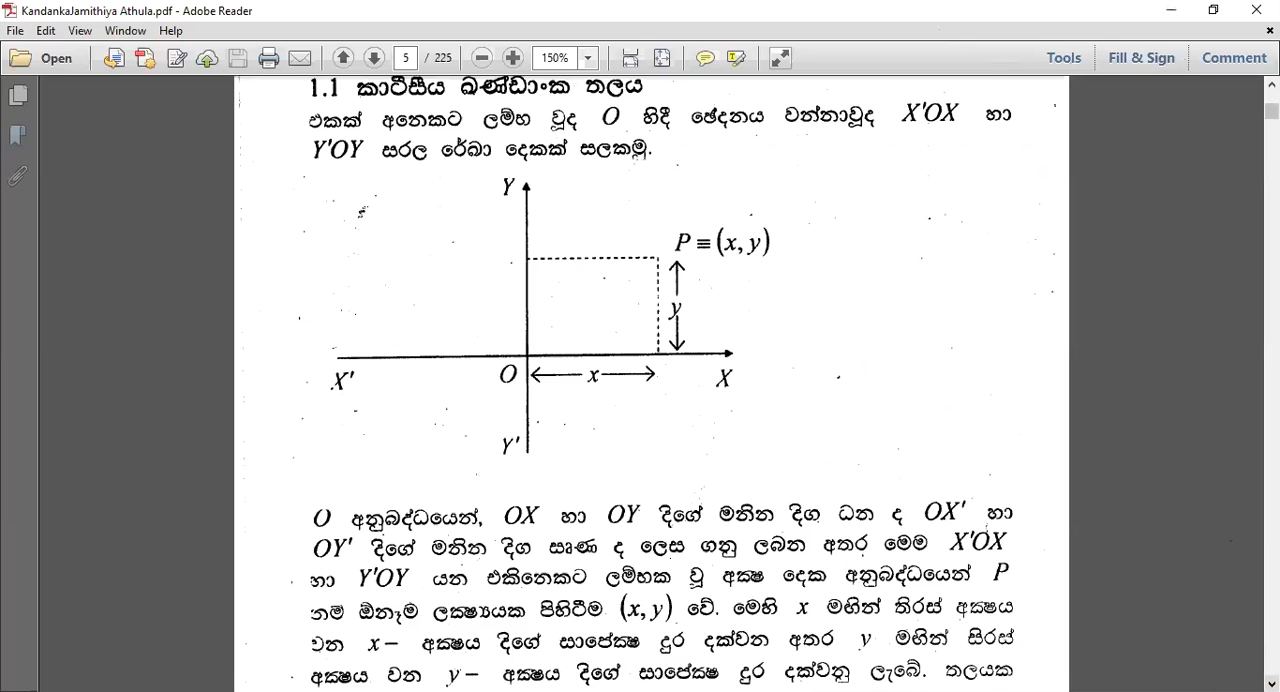 KandankaJamithiya Athula.pdf - Adobe Reader
File Edit View Window Help
Open 5 / 225 150% Tools Fill & Sign Comment
1.1 කාටිසීය ඛණ්ඩාංක තලය
එකක් අනෙකට ලම්භ වූද O හිදී ඡේදනය වන්නාවූද X'OX හා
Y'OY සරල රේඛා දෙකක් සලකමු.
Y
P ≡ (x, y)
y
X' O x X
Y'
O අනුබද්ධයෙන්, OX හා OY දිගේ මනින දිග ධන ද OX' හා
OY' දිගේ මනින දිග සෘණ ද ලෙස ගනු ලබන අතර මෙම X'OX
හා Y'OY යන එකිනෙකට ලම්භක වූ අක්‍ෂ දෙක අනුබද්ධයෙන් P
නම් ඕනෑම ලක්‍ෂ්‍යයක පිහිටීම (x, y) වේ. මෙහි x මඟින් තිරස් අක්‍ෂය
වන x– අක්‍ෂය දිගේ සාපේක්‍ෂ දුර දක්වන අතර y මඟින් සිරස්
අක්‍ෂය වන y– අක්‍ෂය දිගේ සාපේක්‍ෂ දුර දක්වනු ලැබේ. තලයක